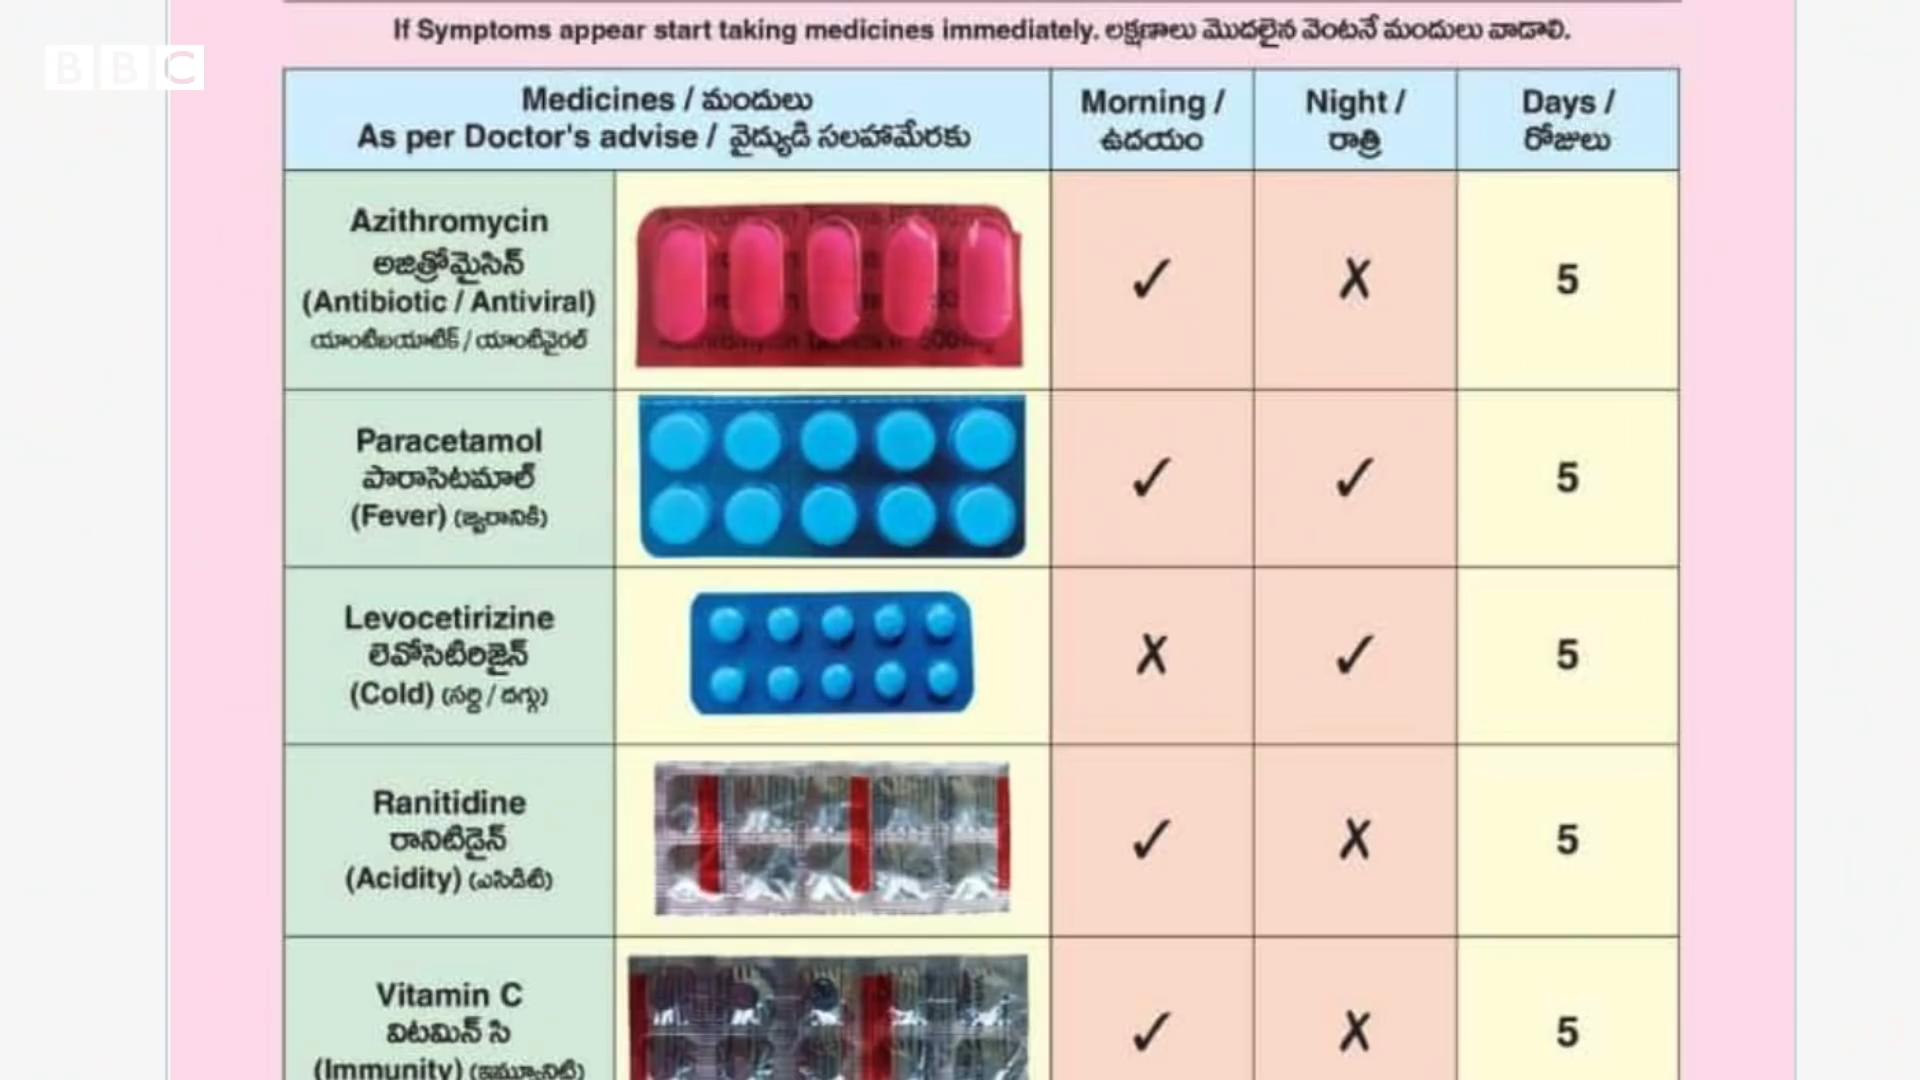 BBC
If Symptoms appear start taking medicines immediately. లక్షణాలు మొదలైన వెంటనే మందులు వాడాలి.
Medicines / మందులు
As per Doctor's advise / వైద్యుడి సలహామేరకు
Morning /
ఉదయం
Night /
రాత్రి
Days /
రోజులు
Azithromycin
అజిత్రోమైసిన్
(Antibiotic / Antiviral)
యాంటీబయాటిక్ / యాంటీవైరల్
✓
✗
5
Paracetamol
పారాసెటమాల్
(Fever) (జ్వరానికి)
✓
✓
5
Levocetirizine
లెవోసెటీరిజైన్
(Cold) (సర్ది / దగ్గు)
✗
✓
5
Ranitidine
రానిటిడైన్
(Acidity) (ఎసిడిటీ)
✓
✗
5
Vitamin C
విటమిన్ సి
(Immunity) (ఇమ్యూనిటీ)
✓
✗
5